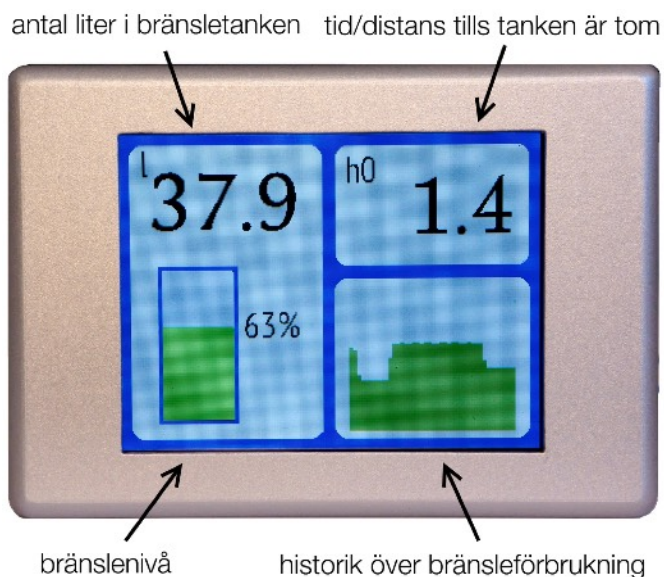 antal liter i bränsletanken
tid/distans tills tanken är tom
l
37.9
h0
1.4
63%
bränslenivå
historik över bränsleförbrukning